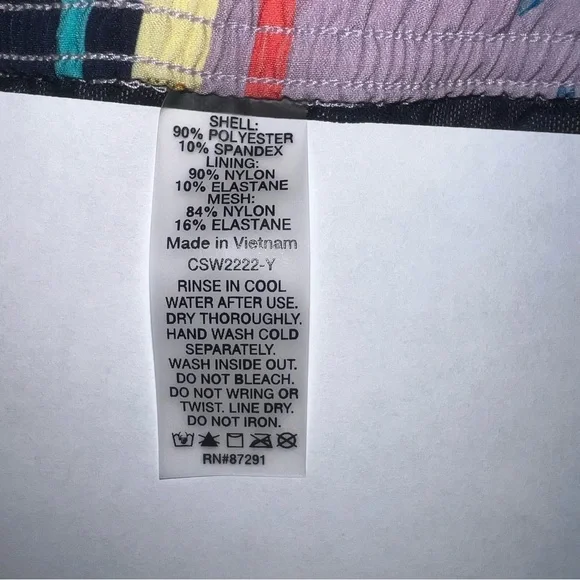 SHELL:
90% POLYESTER
10% SPANDEX
LINING:
90% NYLON
10% ELASTANE
MESH:
84% NYLON
16% ELASTANE
Made in Vietnam
CSW2222-Y
RINSE IN COOL
WATER AFTER USE.
DRY THOROUGHLY.
HAND WASH COLD
SEPARATELY.
WASH INSIDE OUT.
DO NOT BLEACH.
DO NOT WRING OR
TWIST. LINE DRY.
DO NOT IRON.
RN#87291